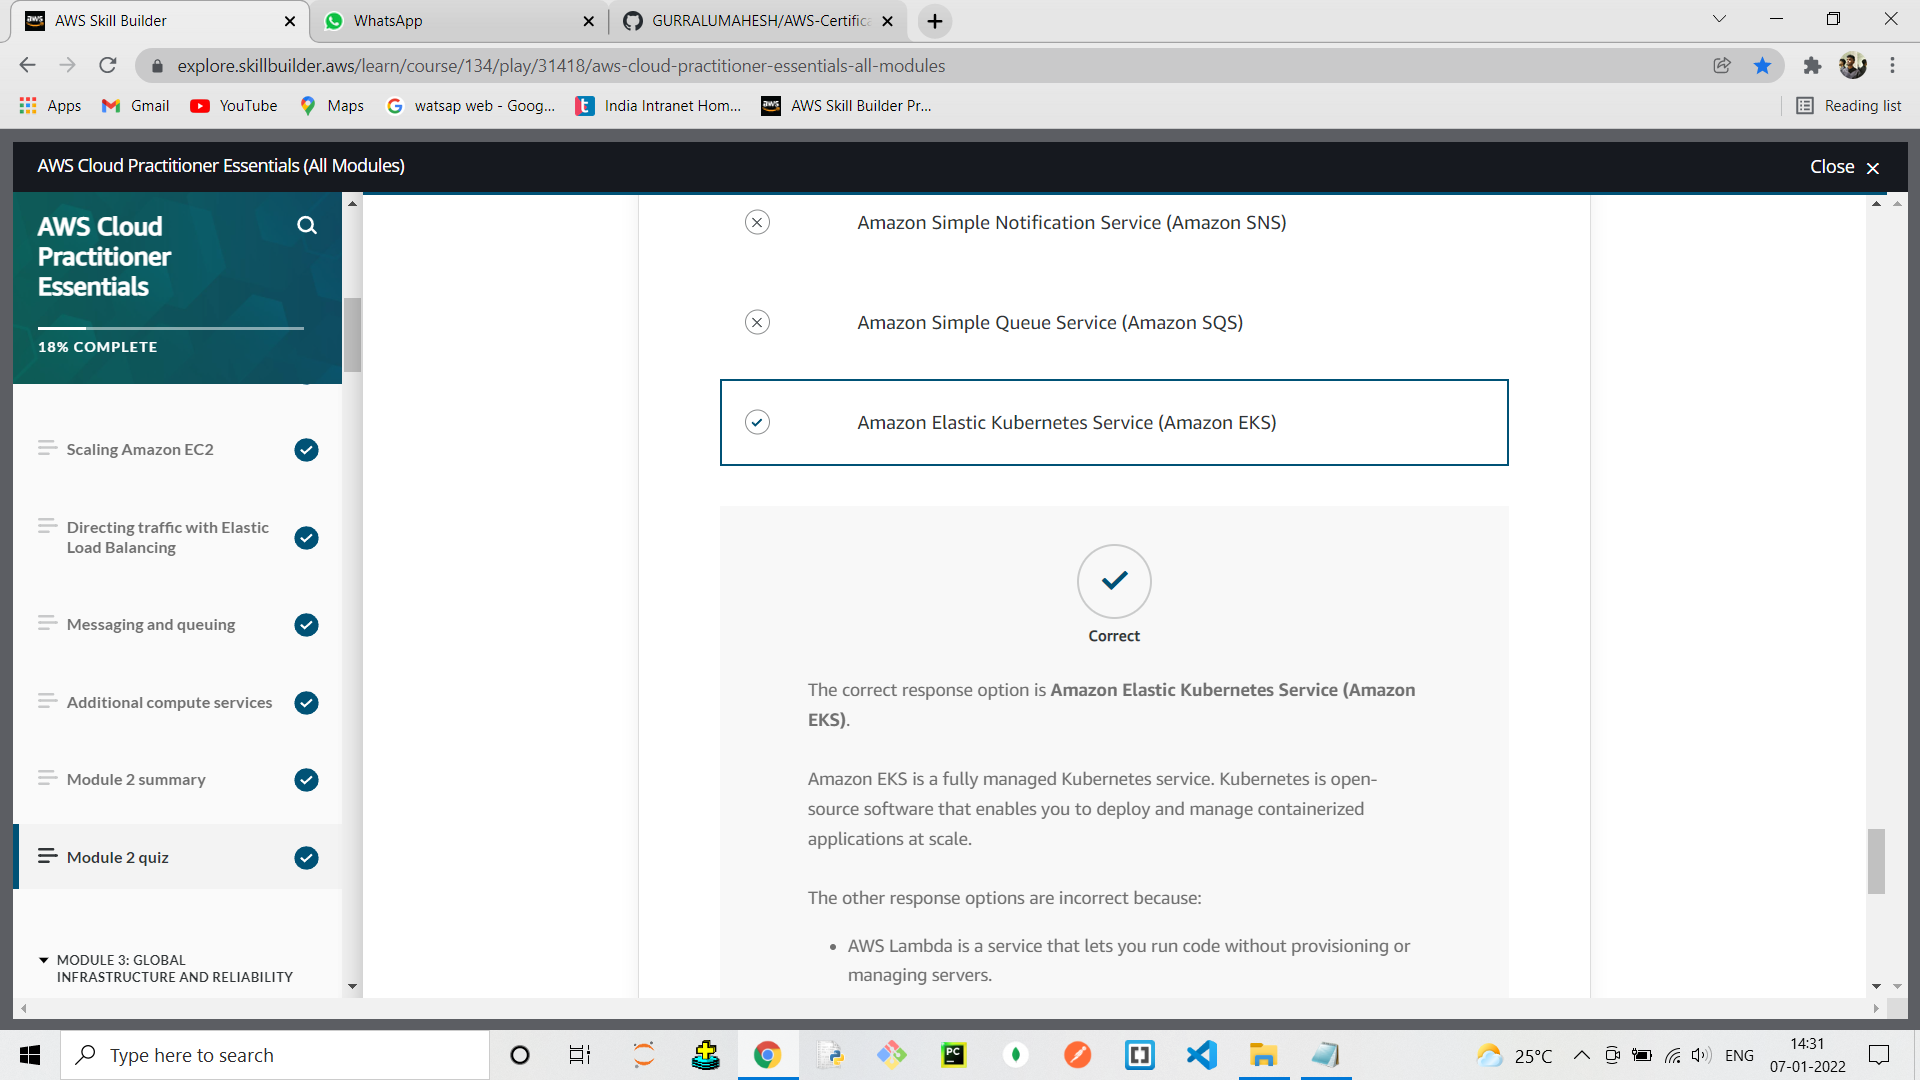 AWS Skill Builder
WhatsApp
GURRALUMAHESH/AWS-Certifica
explore.skillbuilder.aws/learn/course/134/play/31418/aws-cloud-practitioner-essentials-all-modules
Apps
Gmail
YouTube
Maps
watsap web - Goog...
India Intranet Hom...
AWS Skill Builder Pr...
Reading list
AWS Cloud Practitioner Essentials (All Modules)
Close
AWS Cloud
Practitioner
Essentials
18% COMPLETE
Scaling Amazon EC2
Directing traffic with Elastic
Load Balancing
Messaging and queuing
Additional compute services
Module 2 summary
Module 2 quiz
MODULE 3: GLOBAL
INFRASTRUCTURE AND RELIABILITY
Amazon Simple Notification Service (Amazon SNS)
Amazon Simple Queue Service (Amazon SQS)
Amazon Elastic Kubernetes Service (Amazon EKS)
Correct
The correct response option is Amazon Elastic Kubernetes Service (Amazon
EKS).
Amazon EKS is a fully managed Kubernetes service. Kubernetes is open-
source software that enables you to deploy and manage containerized
applications at scale.
The other response options are incorrect because:
• AWS Lambda is a service that lets you run code without provisioning or
managing servers.
Type here to search
PC
25°C
ENG
14:31
07-01-2022